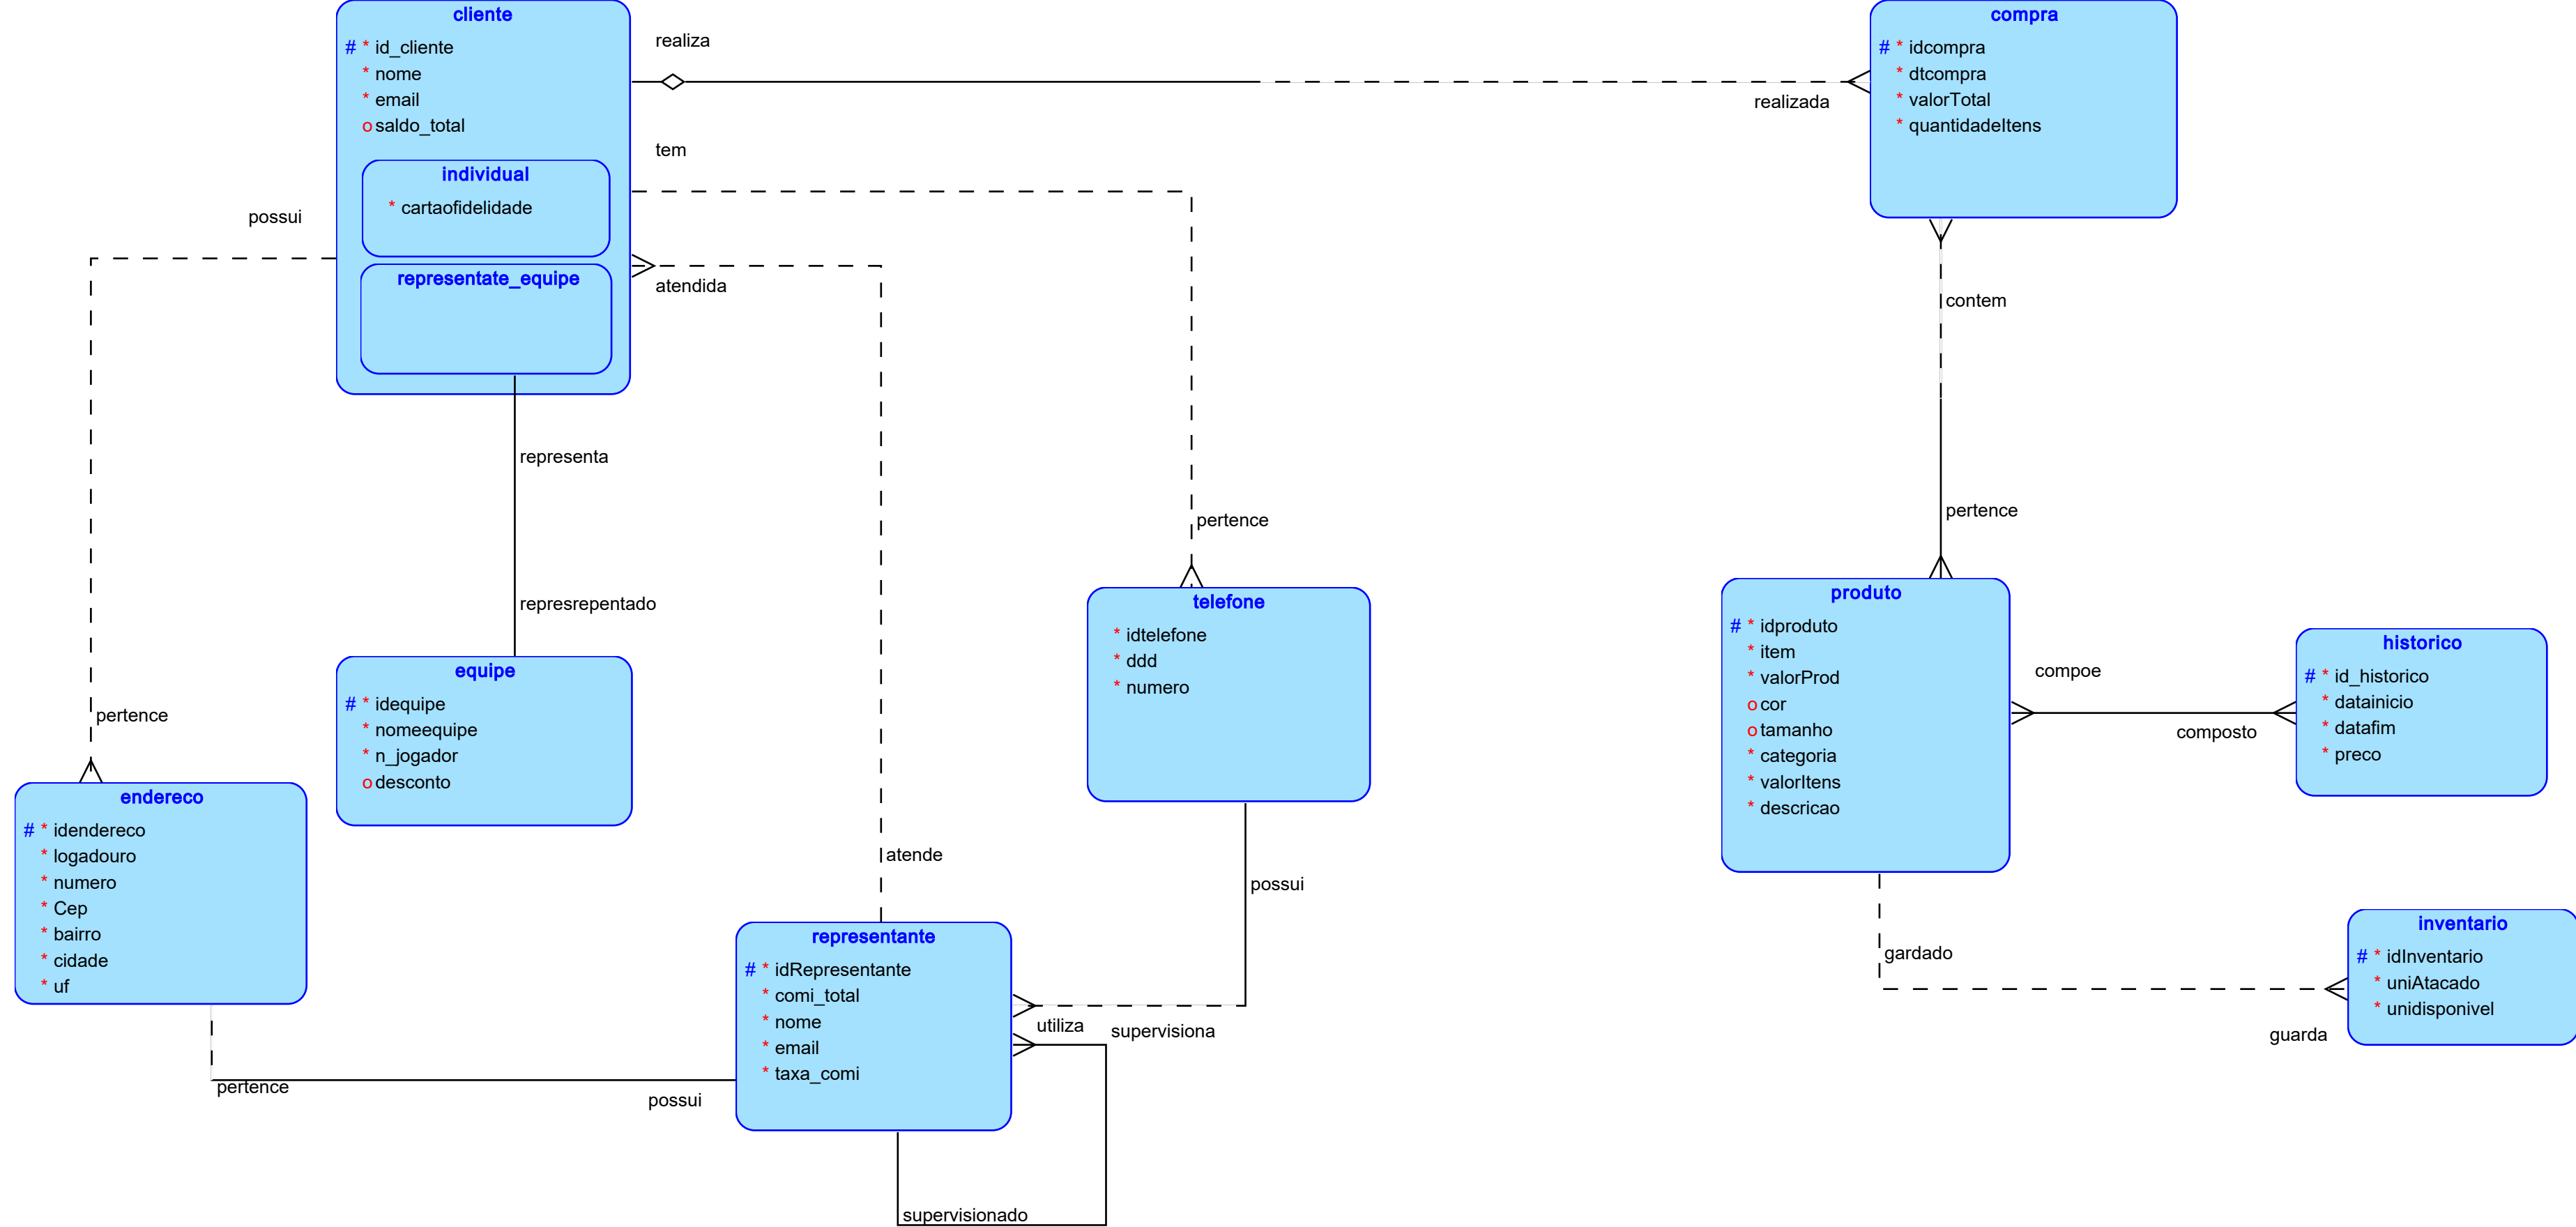 cliente
# * id_cliente
* nome
* email
o saldo_total
individual
* cartaofidelidade
representate_equipe
realiza
realizada
tem
possui
atendida
compra
# * idcompra
* dtcompra
* valorTotal
* quantidadeItens
contem
pertence
representa
represrepentado
pertence
pertence
equipe
# * idequipe
* nomeequipe
* n_jogador
o desconto
telefone
* idtelefone
* ddd
* numero
produto
# * idproduto
* item
* valorProd
o cor
o tamanho
* categoria
* valorItens
* descricao
compoe
composto
historico
# * id_historico
* datainicio
* datafim
* preco
endereco
# * idendereco
* logadouro
* numero
* Cep
* bairro
* cidade
* uf
atende
possui
representante
# * idRepresentante
* comi_total
* nome
* email
* taxa_comi
utiliza
supervisiona
supervisionado
pertence
possui
gardado
guarda
inventario
# * idInventario
* uniAtacado
* unidisponivel